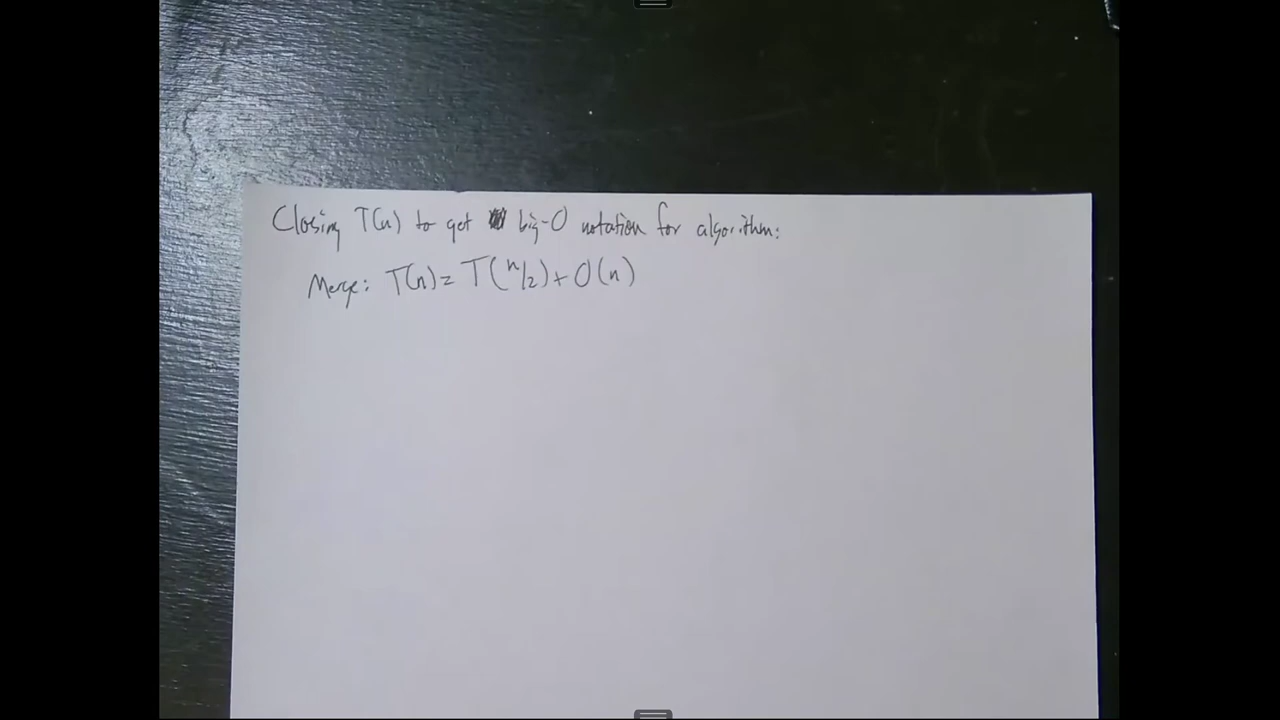 Closing T(n) to get big-O notation for algorithm:
Merge: T(n) = T(n/2) + O(n)